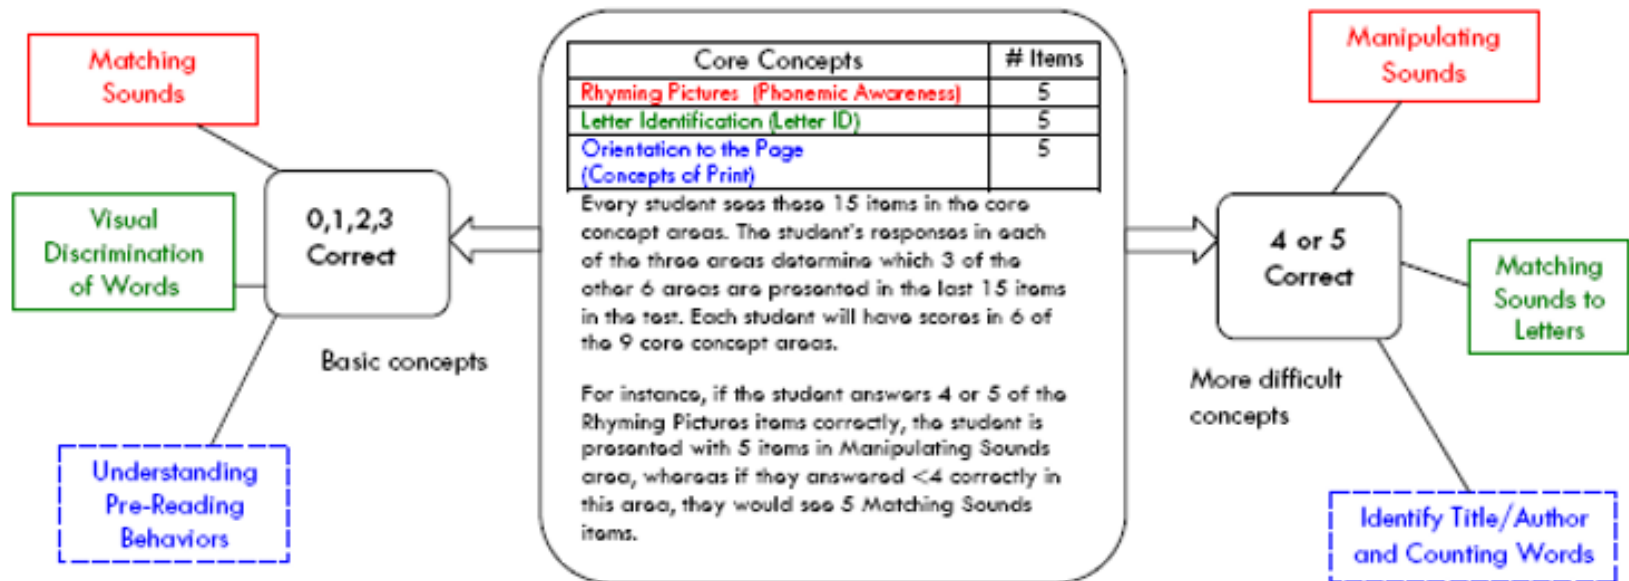 Matching
Sounds
Visual
Discrimination
of Words
Understanding
Pre-Reading
Behaviors
0,1,2,3
Correct
Basic concepts
Core Concepts # Items
Rhyming Pictures (Phonemic Awareness) 5
Letter Identification (Letter ID) 5
Orientation to the Page 5
(Concepts of Print)
Every student sees these 15 items in the core
concept areas. The student's responses in each
of the three areas determine which 3 of the
other 6 areas are presented in the last 15 items
in the test. Each student will have scores in 6 of
the 9 core concept areas.
For instance, if the student answers 4 or 5 of the
Rhyming Pictures items correctly, the student is
presented with 5 items in Manipulating Sounds
area, whereas if they answered <4 correctly in
this area, they would see 5 Matching Sounds
items.
4 or 5
Correct
More difficult
concepts
Manipulating
Sounds
Matching
Sounds to
Letters
Identify Title/Author
and Counting Words